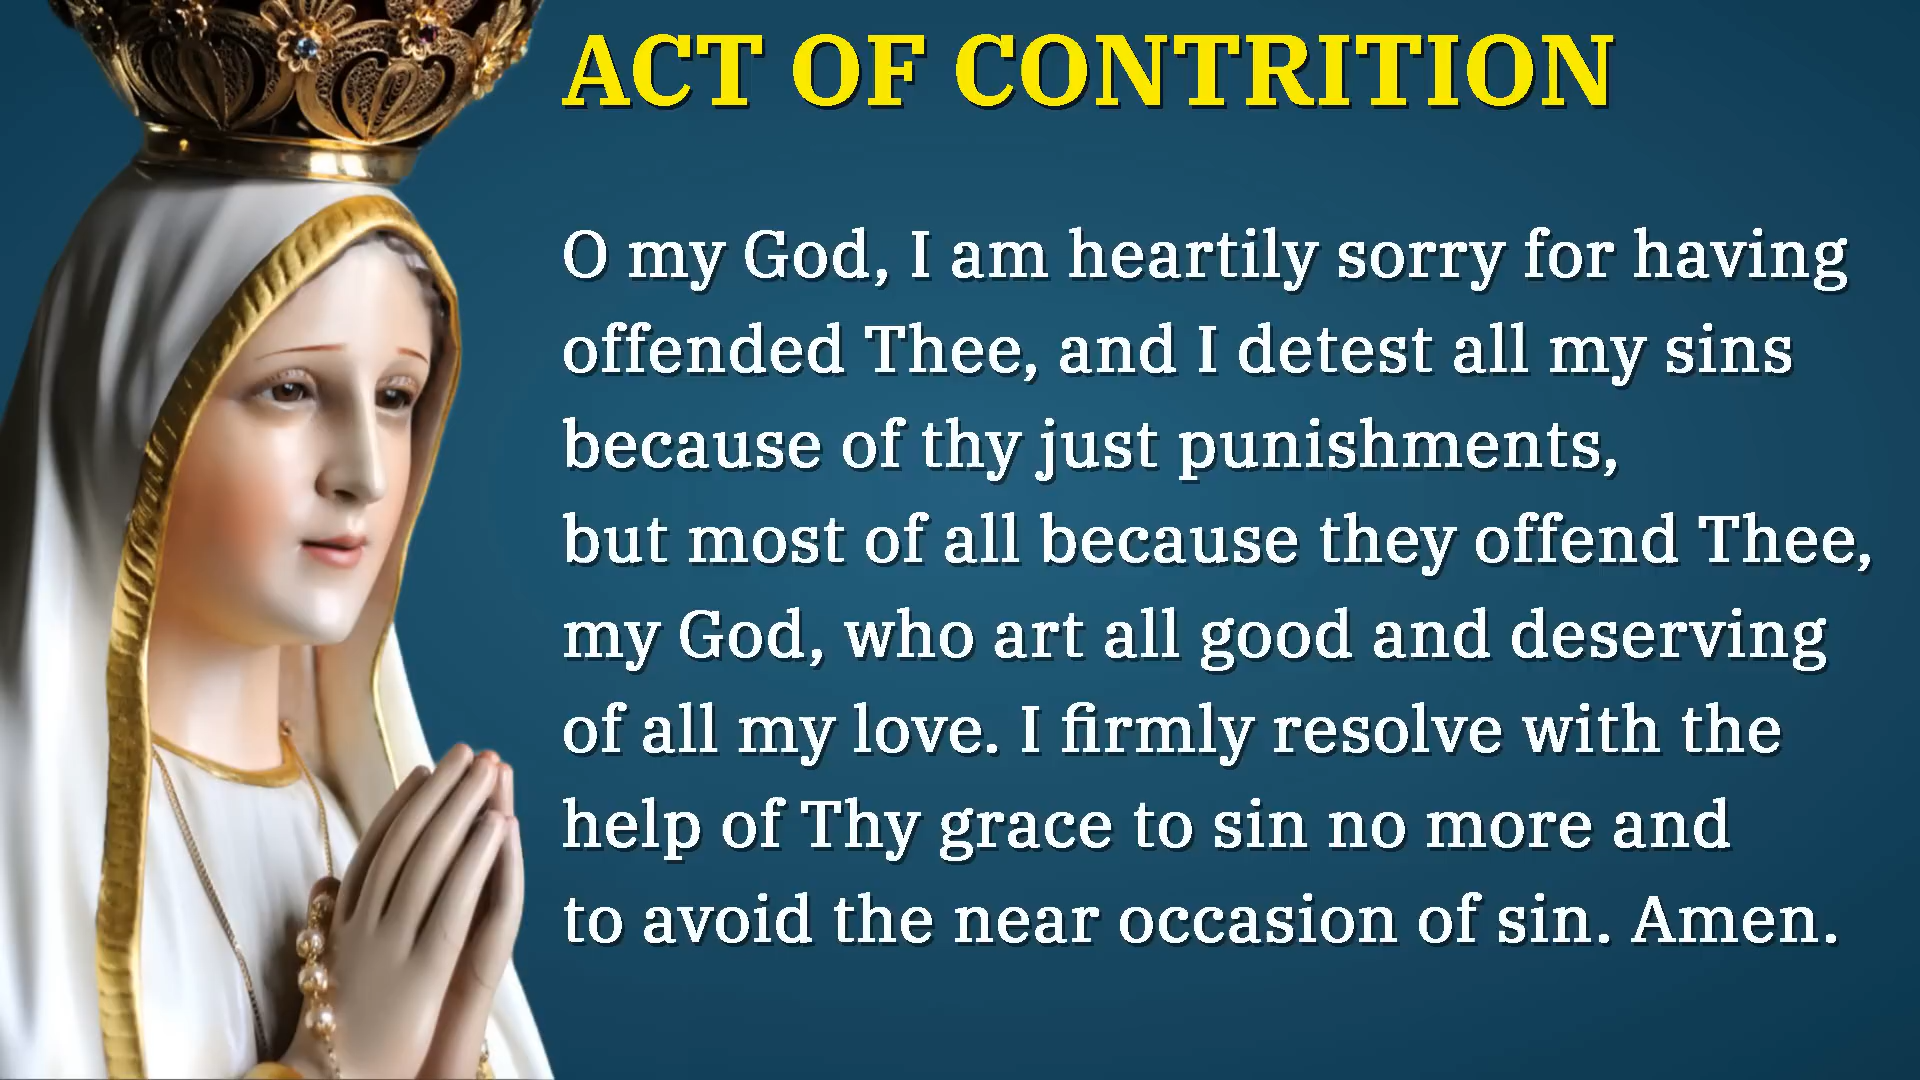 ACT OF CONTRITION
O my God, I am heartily sorry for having
offended Thee, and I detest all my sins
because of thy just punishments,
but most of all because they offend Thee,
my God, who art all good and deserving
of all my love. I firmly resolve with the
help of Thy grace to sin no more and
to avoid the near occasion of sin. Amen.